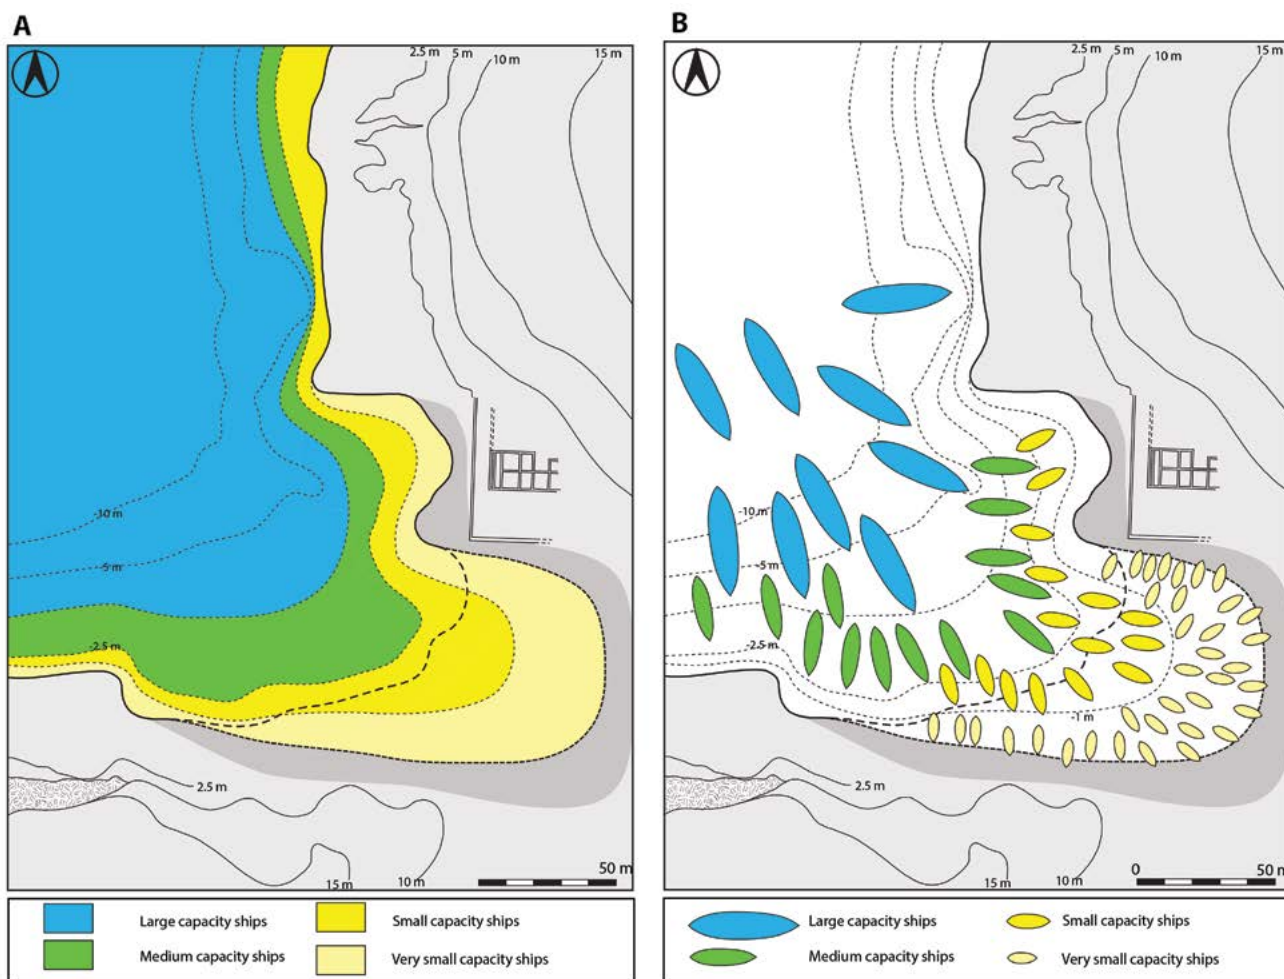 A
2.5 m 5 m 10 m 15 m
-10 m
-5 m
-2.5 m
2.5 m
15 m 10 m
50 m
Large capacity ships
Medium capacity ships
Small capacity ships
Very small capacity ships
B
2.5 m 5 m 10 m 15 m
-10 m
-5 m
-2.5 m
-1 m
2.5 m
15 m 10 m
0 50 m
Large capacity ships
Medium capacity ships
Small capacity ships
Very small capacity ships